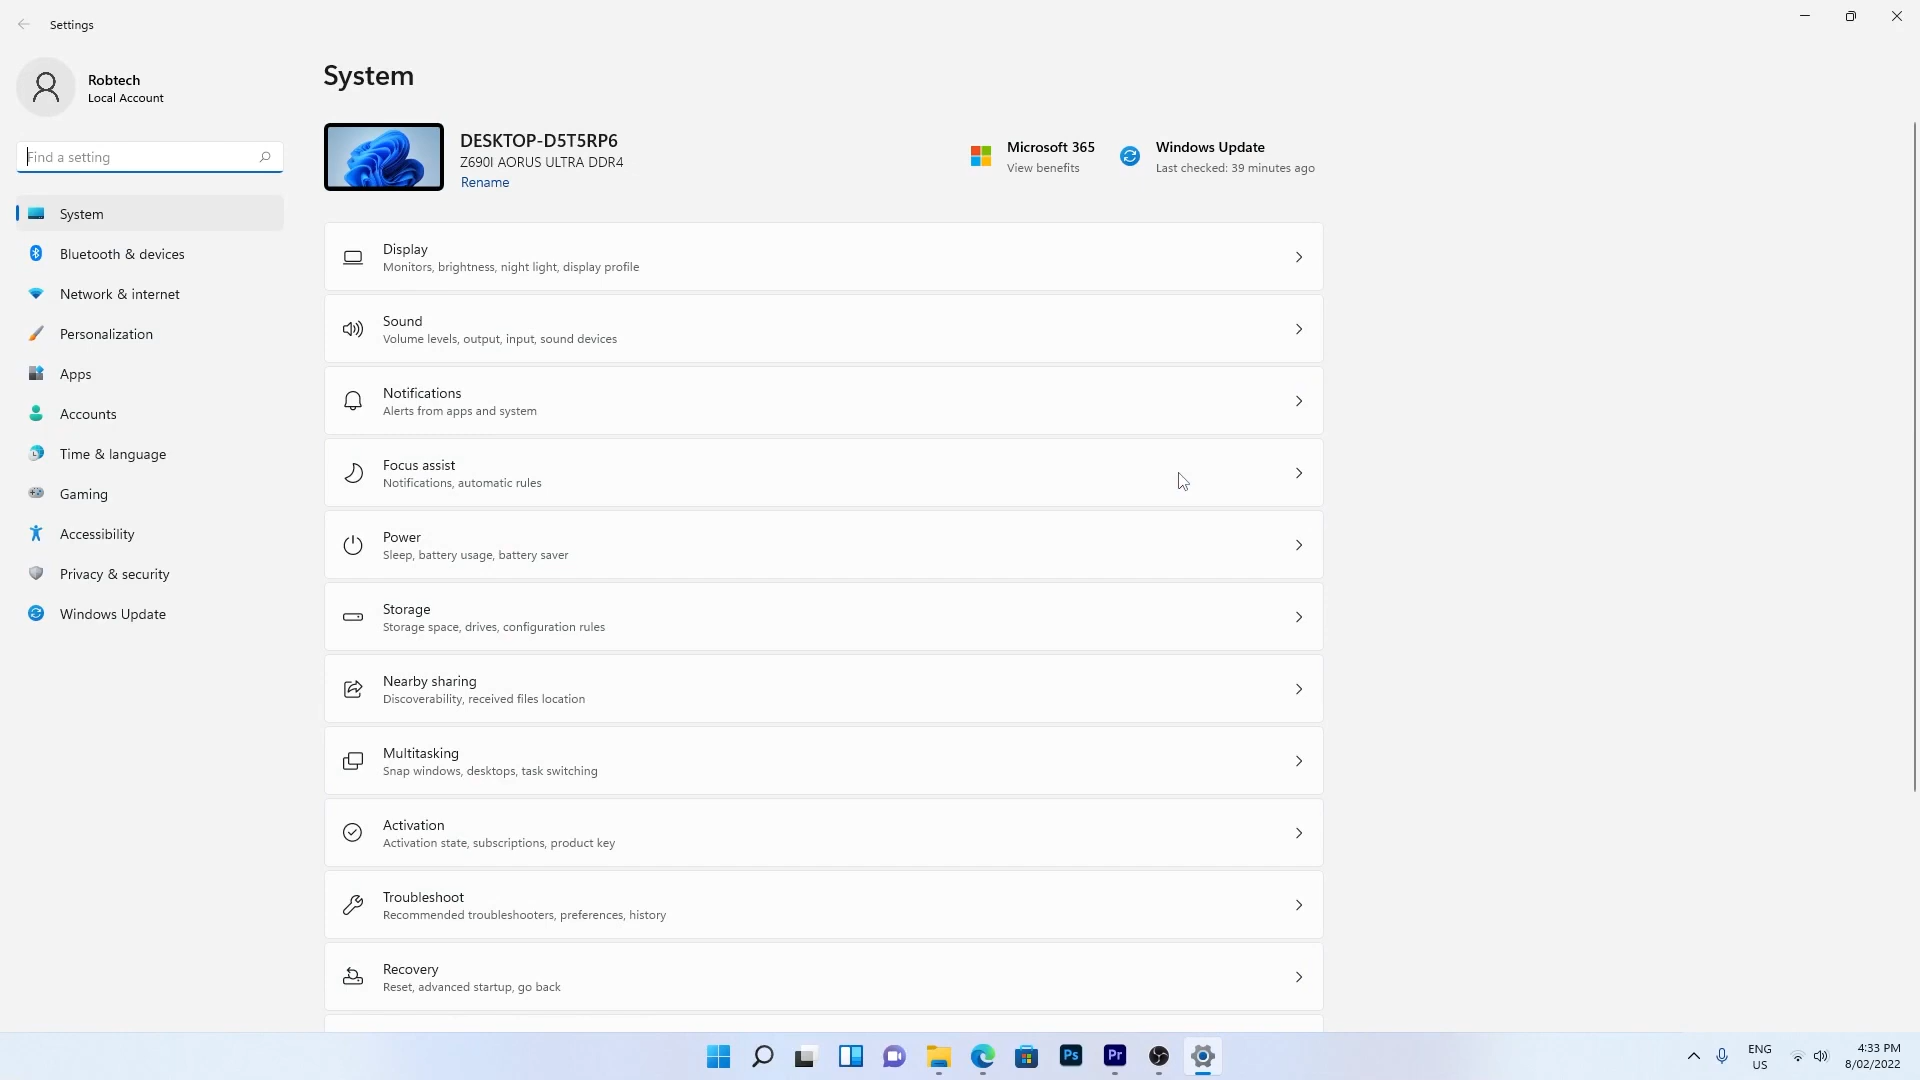 Settings
Robtech
Local Account
Find a setting
System
Bluetooth & devices
Network & internet
Personalization
Apps
Accounts
Time & language
Gaming
Accessibility
Privacy & security
Windows Update
System
DESKTOP-D5T5RP6
Z690I AORUS ULTRA DDR4
Rename
Microsoft 365
View benefits
Windows Update
Last checked: 39 minutes ago
Display
Monitors, brightness, night light, display profile
Sound
Volume levels, output, input, sound devices
Notifications
Alerts from apps and system
Focus assist
Notifications, automatic rules
Power
Sleep, battery usage, battery saver
Storage
Storage space, drives, configuration rules
Nearby sharing
Discoverability, received files location
Multitasking
Snap windows, desktops, task switching
Activation
Activation state, subscriptions, product key
Troubleshoot
Recommended troubleshooters, preferences, history
Recovery
Reset, advanced startup, go back
Ps
Pr
ENG
US
4:33 PM
8/02/2022